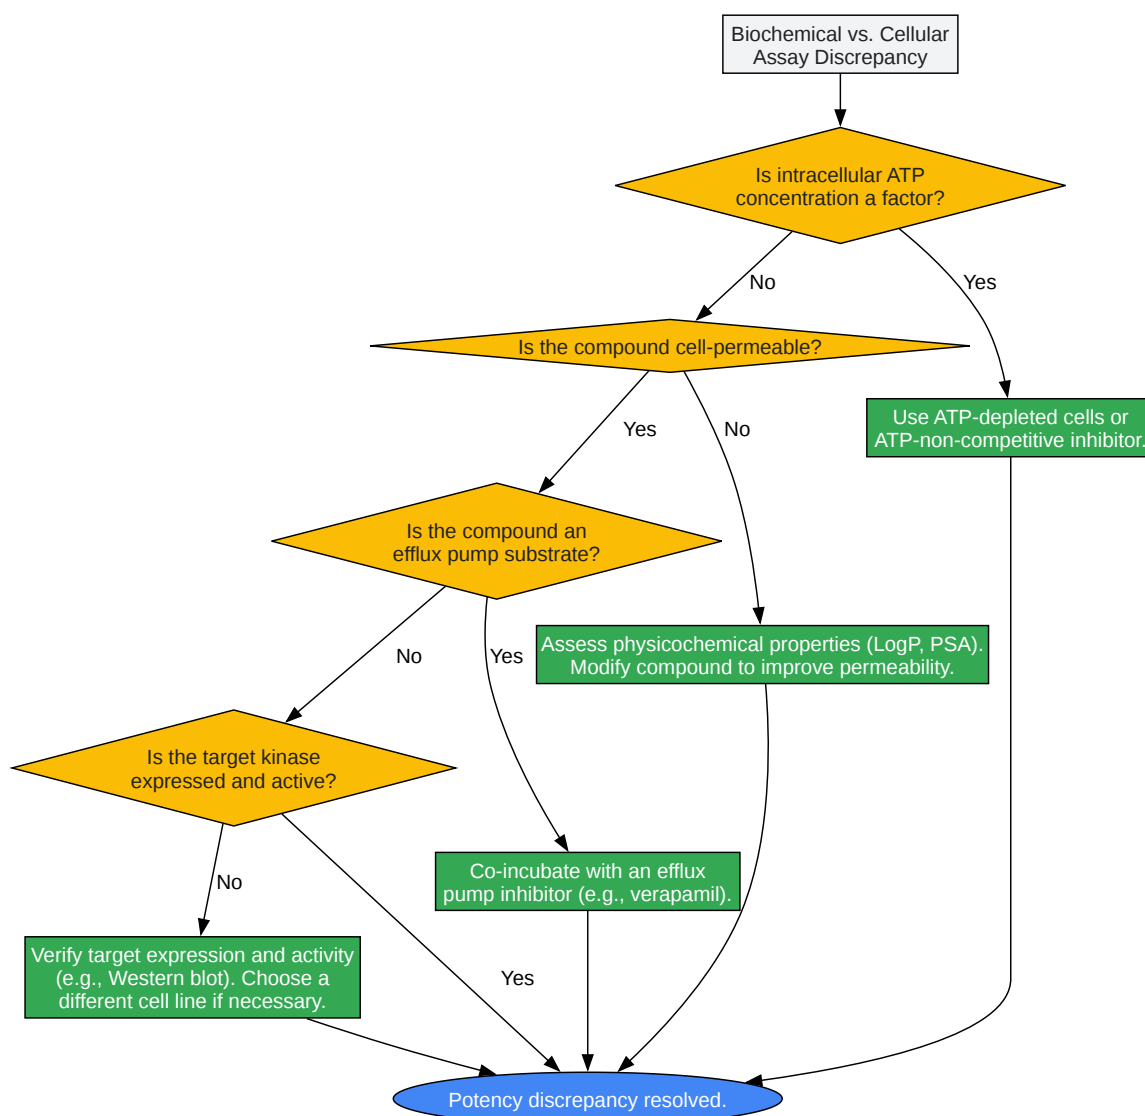 Biochemical vs. Cellular
Assay Discrepancy
Is intracellular ATP
concentration a factor?
No
Yes
Is the compound cell-permeable?
Use ATP-depleted cells or
ATP-non-competitive inhibitor.
Yes
No
Is the compound an
efflux pump substrate?
Assess physicochemical properties (LogP, PSA).
Modify compound to improve permeability.
No
Yes
Is the target kinase
expressed and active?
Co-incubate with an efflux
pump inhibitor (e.g., verapamil).
No
Yes
Verify target expression and activity
(e.g., Western blot). Choose a
different cell line if necessary.
Potency discrepancy resolved.